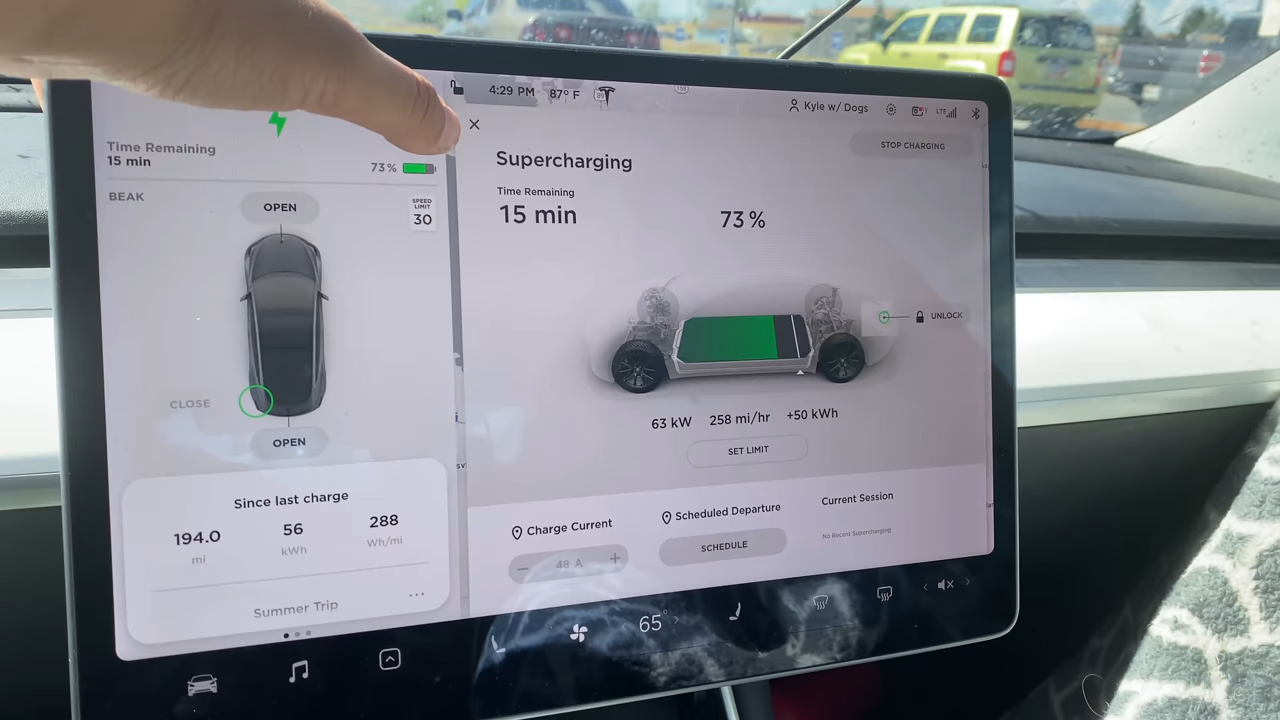 4:29 PM 87° F
Kyle w/ Dogs LTE
Time Remaining
15 min
73 %
BEAK
OPEN
SPEED
LIMIT
30
CLOSE
OPEN
Since last charge
194.0 56 288
mi kWh Wh/mi
Summer Trip
STOP CHARGING
Supercharging
Time Remaining
15 min
73 %
UNLOCK
63 kW 258 mi/hr +50 kWh
SET LIMIT
Charge Current
48 A
Scheduled Departure
SCHEDULE
Current Session
No Recent Supercharging
65°